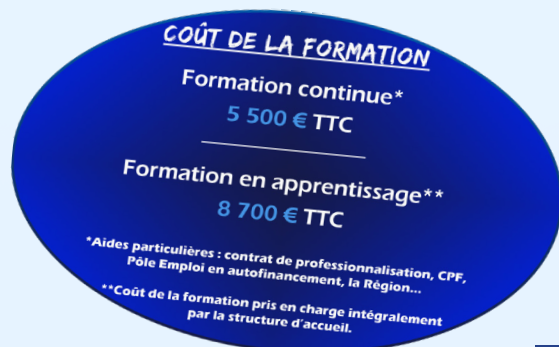 COÛT DE LA FORMATION
Formation continue*
5 500 € TTC
Formation en apprentissage**
8 700 € TTC
*Aides particulières : contrat de professionnalisation, CPF,
Pôle Emploi en autofinancement, la Région...
**Coût de la formation pris en charge intégralement
par la structure d'accueil.